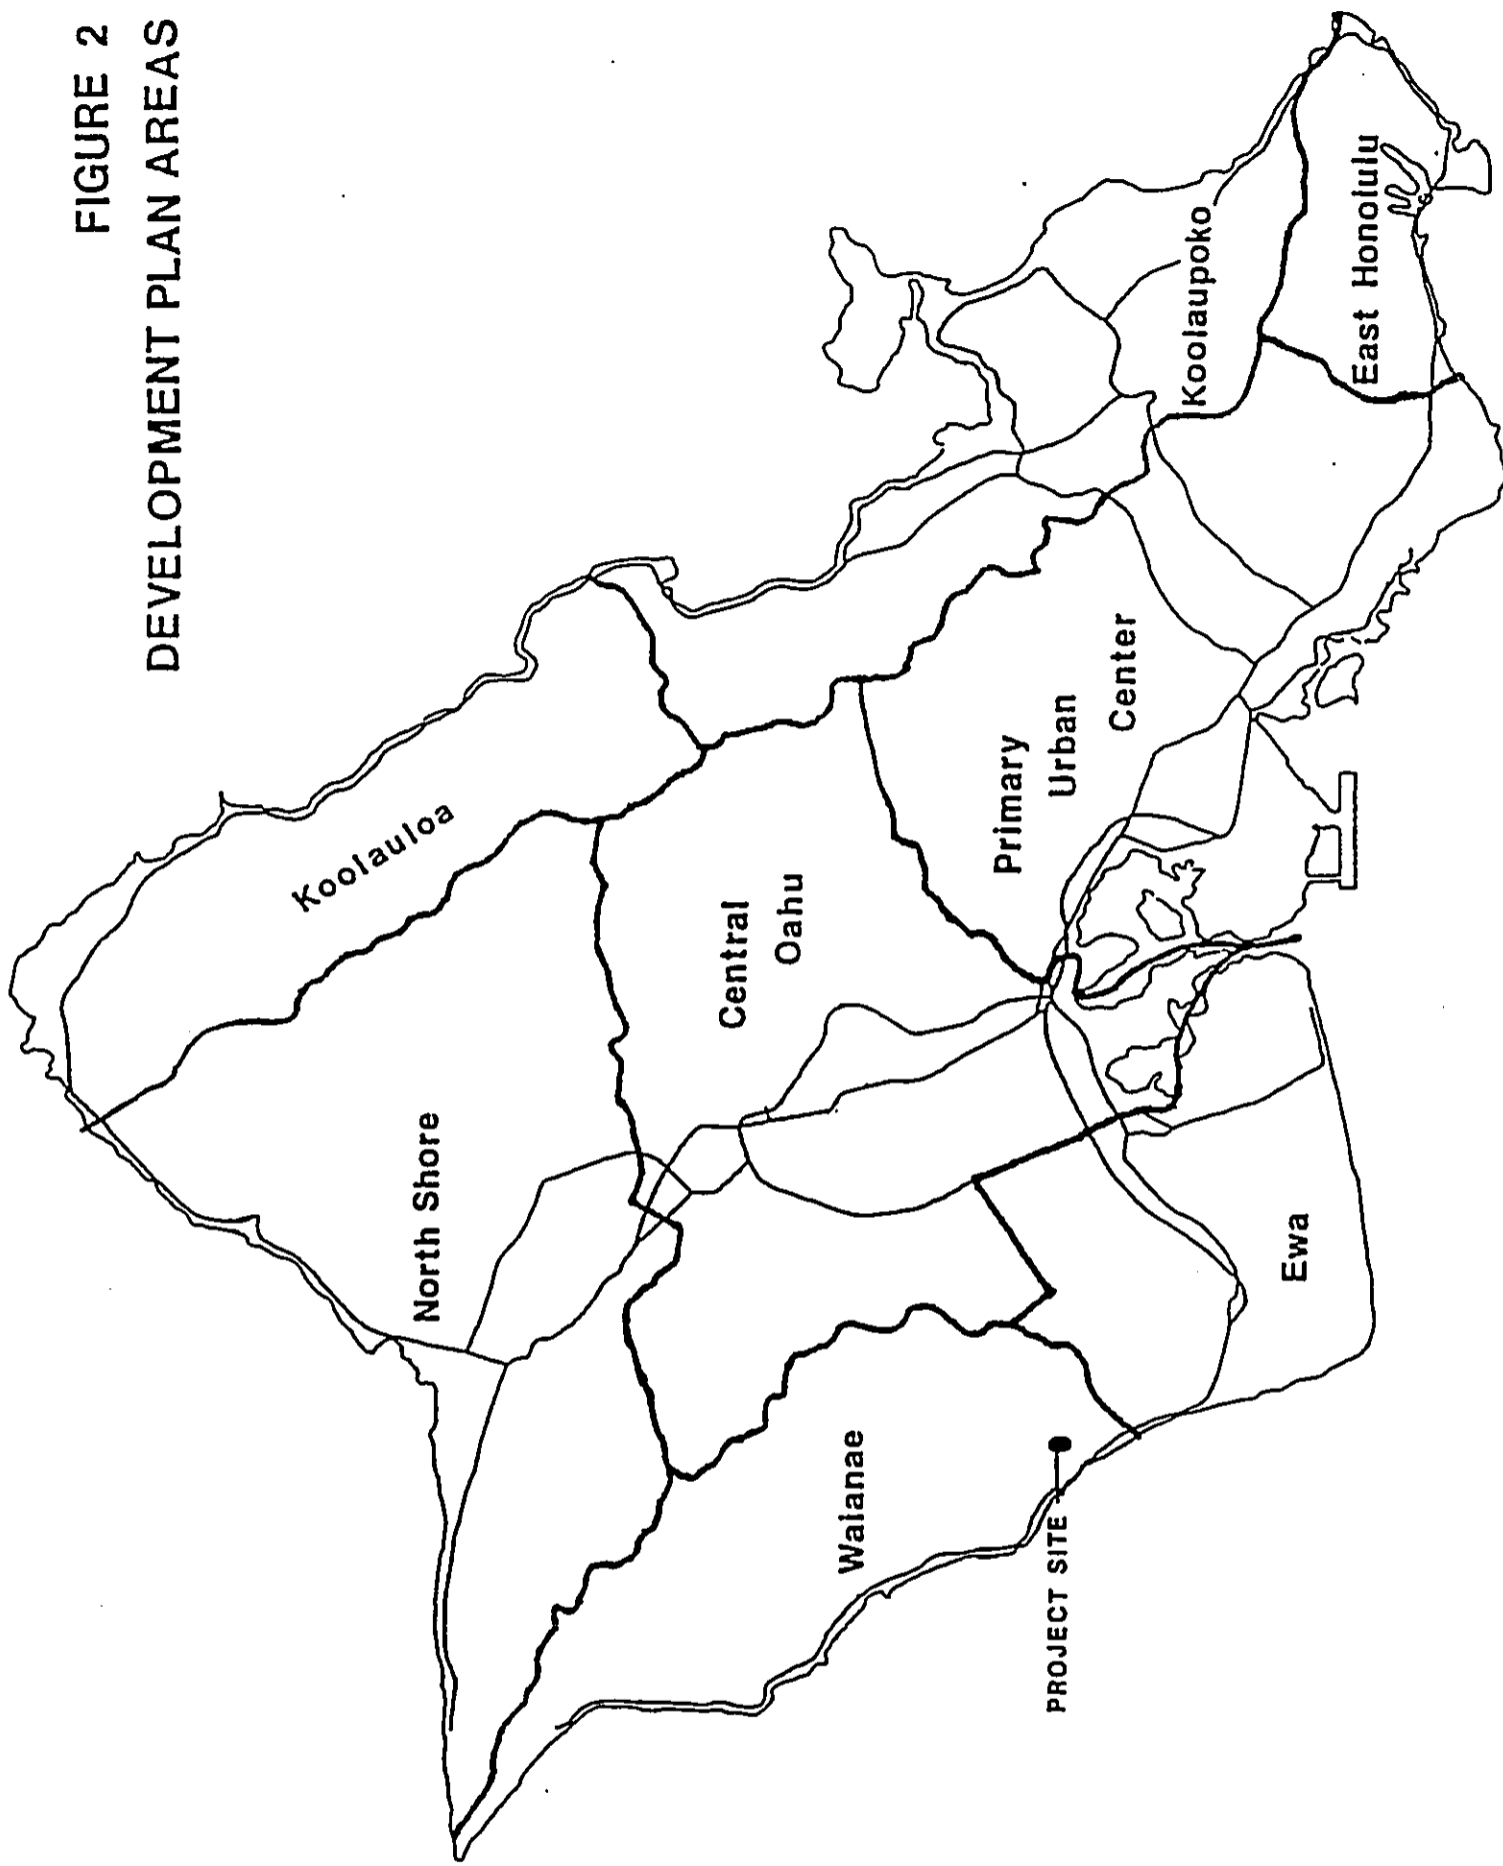 FIGURE 2
DEVELOPMENT PLAN AREAS
Koolauloa
North Shore
Central
Oahu
Koolaupoko
Primary
Urban
Center
East Honolulu
Waianae
Ewa
PROJECT SITE